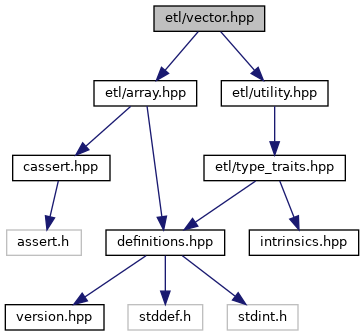 etl/vector.hpp
etl/array.hpp
etl/utility.hpp
cassert.hpp
etl/type_traits.hpp
assert.h
definitions.hpp
intrinsics.hpp
version.hpp
stddef.h
stdint.h